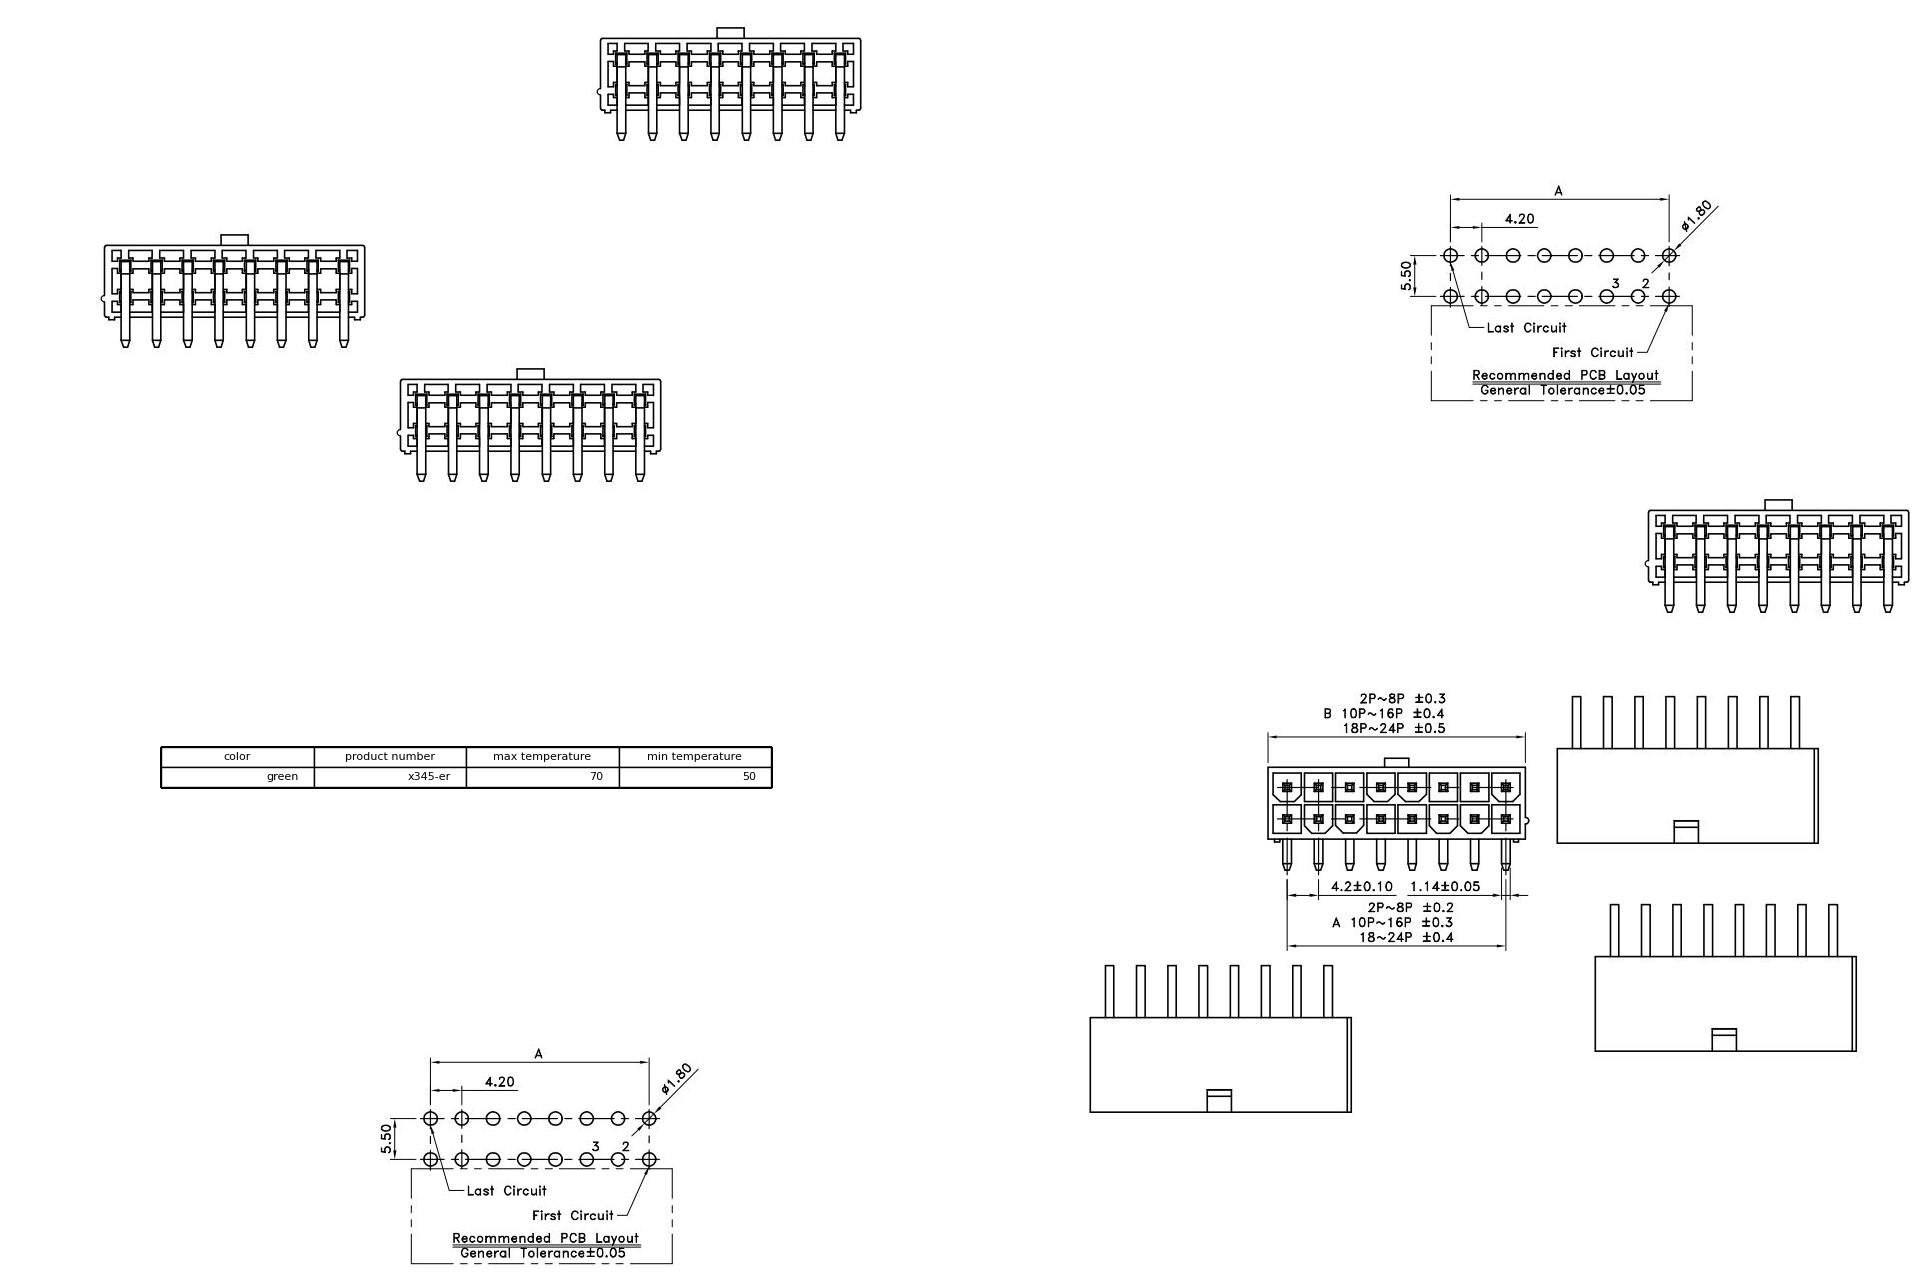 A
4.20
ø1.80
5.50
3 2
Last Circuit
First Circuit
Recommended PCB Layout
General Tolerance±0.05
2P~8P ±0.3
B 10P~16P ±0.4
18P~24P ±0.5
4.2±0.10 1.14±0.05
2P~8P ±0.2
A 10P~16P ±0.3
18~24P ±0.4
color product number max temperature min temperature
green x345-er 70 50
A
4.20
ø1.80
5.50
3 2
Last Circuit
First Circuit
Recommended PCB Layout
General Tolerance±0.05